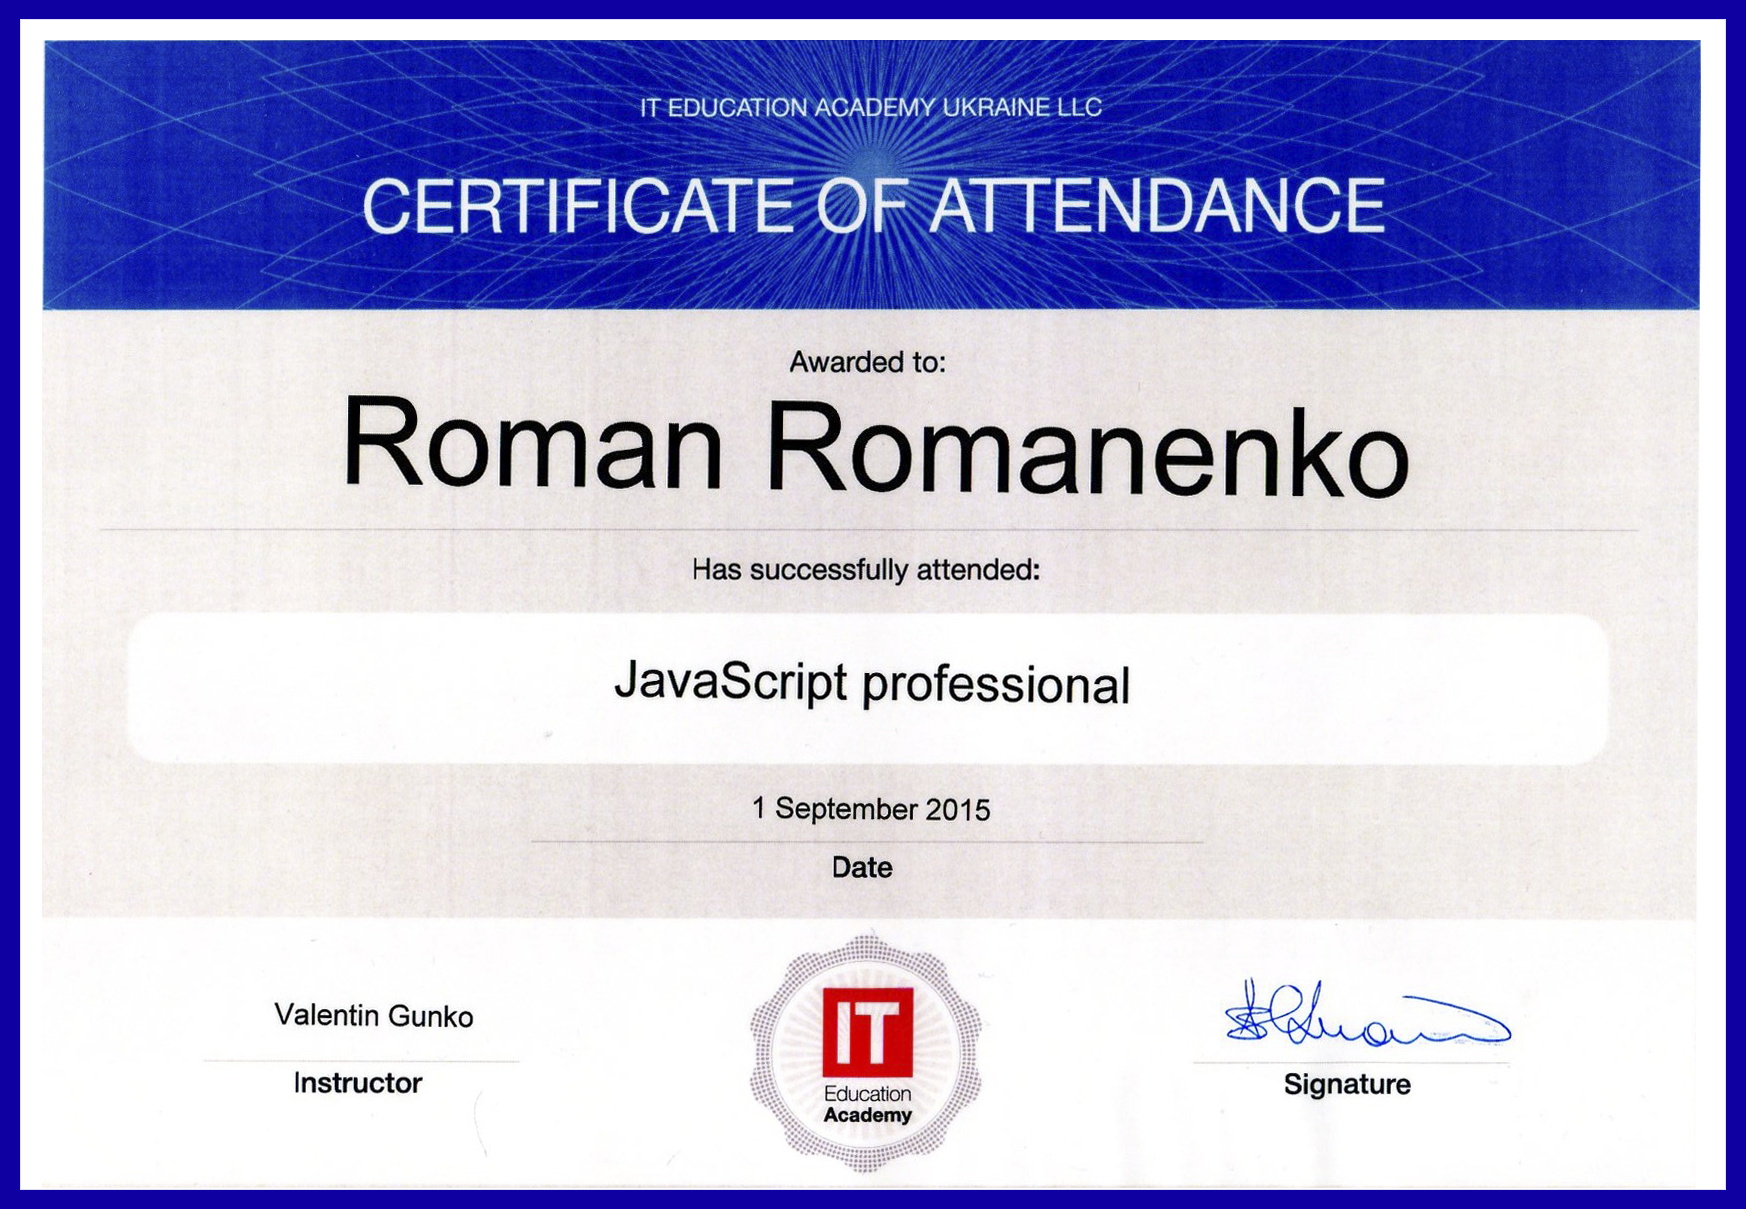 IT EDUCATION ACADEMY UKRAINE LLC
CERTIFICATE OF ATTENDANCE
Awarded to:
Roman Romanenko
Has successfully attended:
JavaScript professional
1 September 2015
Date
Valentin Gunko
Instructor
IT
Education
Academy
Signature